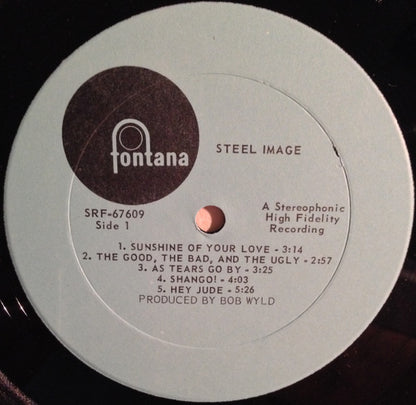 fontana
STEEL IMAGE
SRF-67609
Side 1
A Stereophonic
High Fidelity
Recording
1. SUNSHINE OF YOUR LOVE - 3:14
2. THE GOOD, THE BAD, AND THE UGLY - 2:57
3. AS TEARS GO BY - 3:25
4. SHANGO! - 4:03
5. HEY JUDE - 5:26
PRODUCED BY BOB WYLD